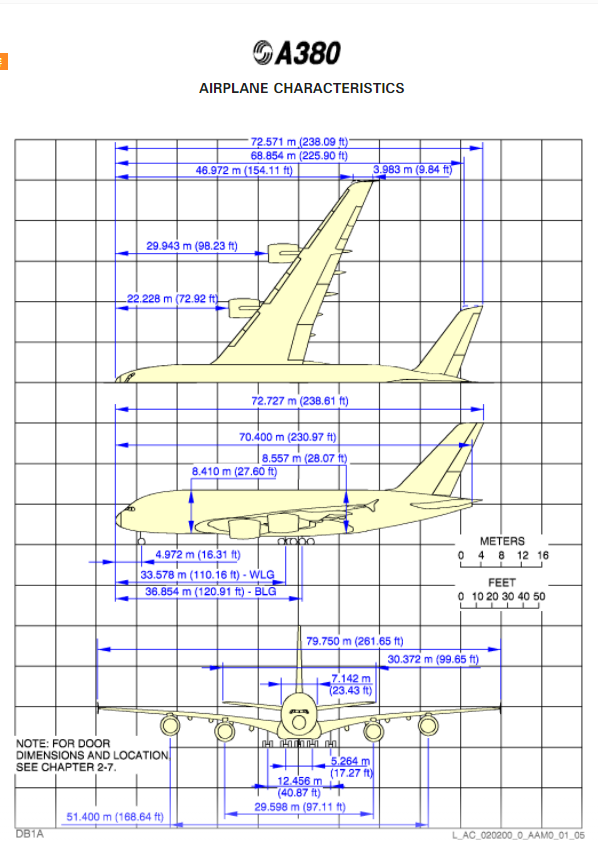 A380
AIRPLANE CHARACTERISTICS
72.571 m (238.09 ft)
68.854 m (225.90 ft)
46.972 m (154.11 ft)
3.983 m (9.84 ft)
29.943 m (98.23 ft)
22.228 m (72.92 ft)
72.727 m (238.61 ft)
70.400 m (230.97 ft)
8.557 m (28.07 ft)
8.410 m (27.60 ft)
METERS
0 4 8 12 16
4.972 m (16.31 ft)
33.578 m (110.16 ft) - WLG
FEET
36.854 m (120.91 ft) - BLG
0 10 20 30 40 50
79.750 m (261.65 ft)
30.372 m (99.65 ft)
7.142 m
(23.43 ft)
NOTE: FOR DOOR
DIMENSIONS AND LOCATION
SEE CHAPTER 2-7.
5.264 m
(17.27 ft)
12.456 m
(40.87 ft)
29.598 m (97.11 ft)
51.400 m (168.64 ft)
DB1A
L_AC_020200_0_AAM0_01_05